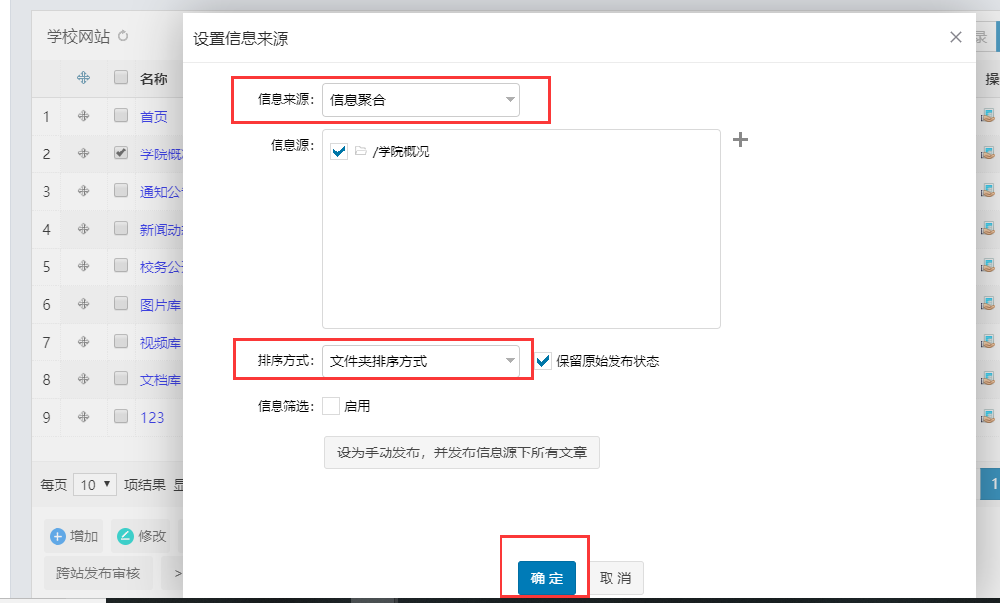 学校网站
设置信息来源
录
名称
操
信息来源: 信息聚合
信息源: /学院概况
1 首页
2 学院概
3 通知公
4 新闻动
5 校务公
6 图片库
7 视频库
8 文档库
9 123
排序方式: 文件夹排序方式 保留原始发布状态
信息筛选: 启用
设为手动发布，并发布信息源下所有文章
每页 10 项结果 显
1
增加 修改
跨站发布审核 >
确定 取消